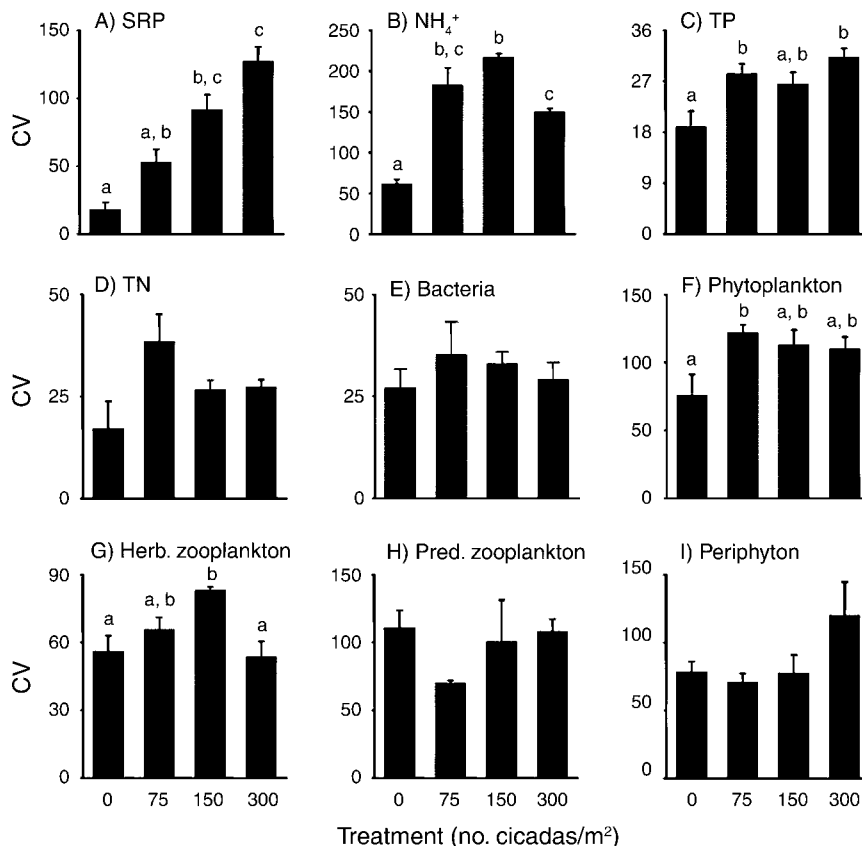 A) SRP
B) NH₄⁺
C) TP
CV
150
100
50
0
a
a, b
b, c
c
250
200
150
100
50
0
a
b, c
b
c
36
27
18
9
0
a
b
a, b
b
D) TN
E) Bacteria
F) Phytoplankton
CV
50
25
0
50
25
0
150
100
50
0
a
b
a, b
a, b
G) Herb. zooplankton
H) Pred. zooplankton
I) Periphyton
CV
90
60
30
0
a
a, b
b
a
150
100
50
0
150
100
50
0
0 75 150 300
0 75 150 300
0 75 150 300
Treatment (no. cicadas/m²)